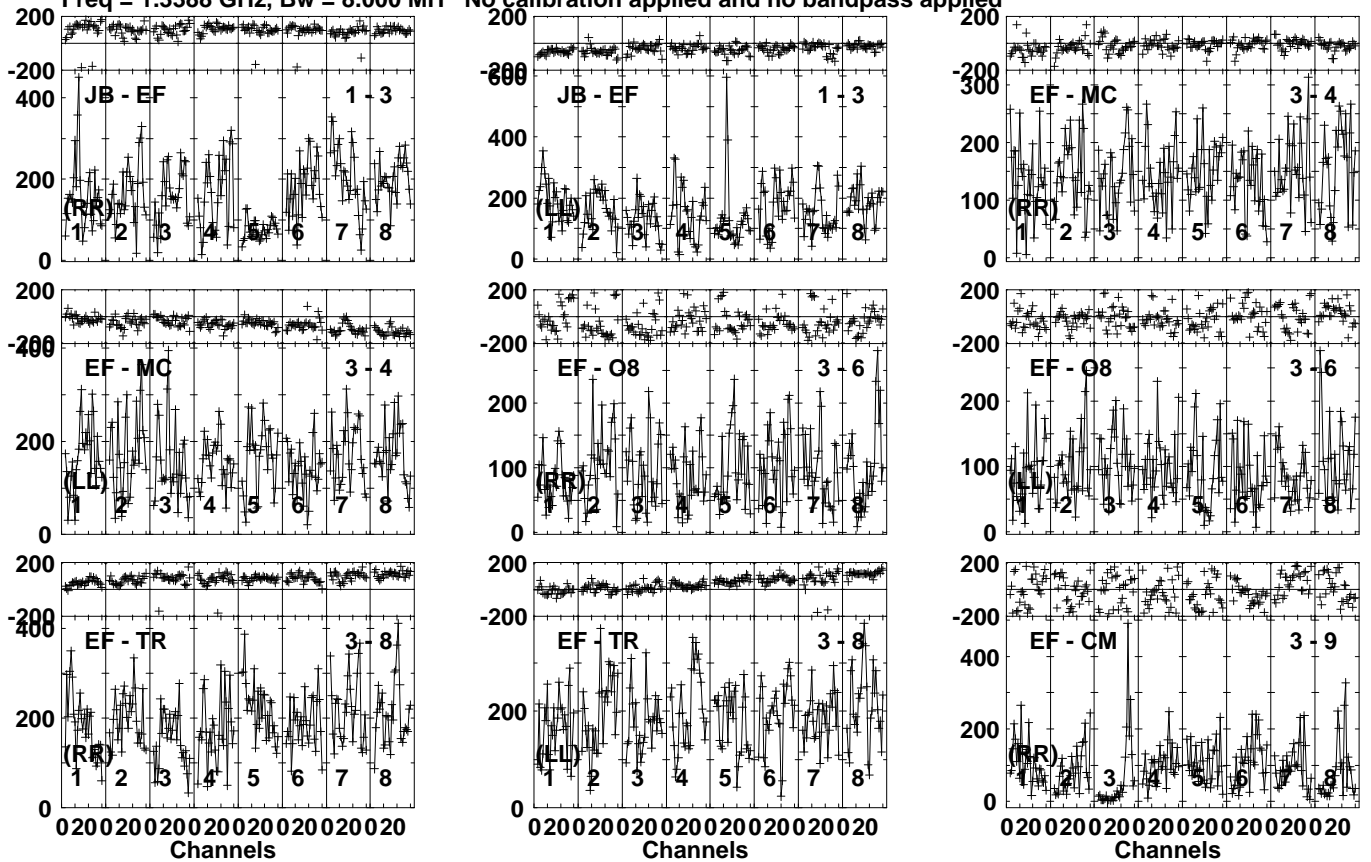 Freq = 1.5588 GHz, Bw = 8.000 MH No calibration applied and no bandpass applied
200 200 200
-200 -200 -200
JB - EF 1 - 3 JB - EF 1 - 3 EF - MC 3 - 4
400 600 300
300 400 200
200 200 100
(RR) (LL) (RR)
1 2 3 4 5 6 7 8 1 2 3 4 5 6 7 8 1 2 3 4 5 6 7 8
0 0 0
200 200 200
-200 -200 -200
EF - MC 3 - 4 EF - O8 3 - 6 EF - O8 3 - 6
400 200 200
200 100 100
(LL) (RR) (LL)
1 2 3 4 5 6 7 8 1 2 3 4 5 6 7 8 1 2 3 4 5 6 7 8
0 0 0
200 200 200
-200 -200 -200
EF - TR 3 - 8 EF - TR 3 - 8 EF - CM 3 - 9
400 400 400
200 200 200
(RR) (LL) (RR)
1 2 3 4 5 6 7 8 1 2 3 4 5 6 7 8 1 2 3 4 5 6 7 8
0 0 0
0 20 0 20 0 20 0 20 0 20 0 20 0 20 0 20 0 20 0 20 0 20 0 20 0 20 0 20 0 20 0 20 0 20 0 20 0 20 0 20 0 20 0 20 0 20 0 20
Channels Channels Channels